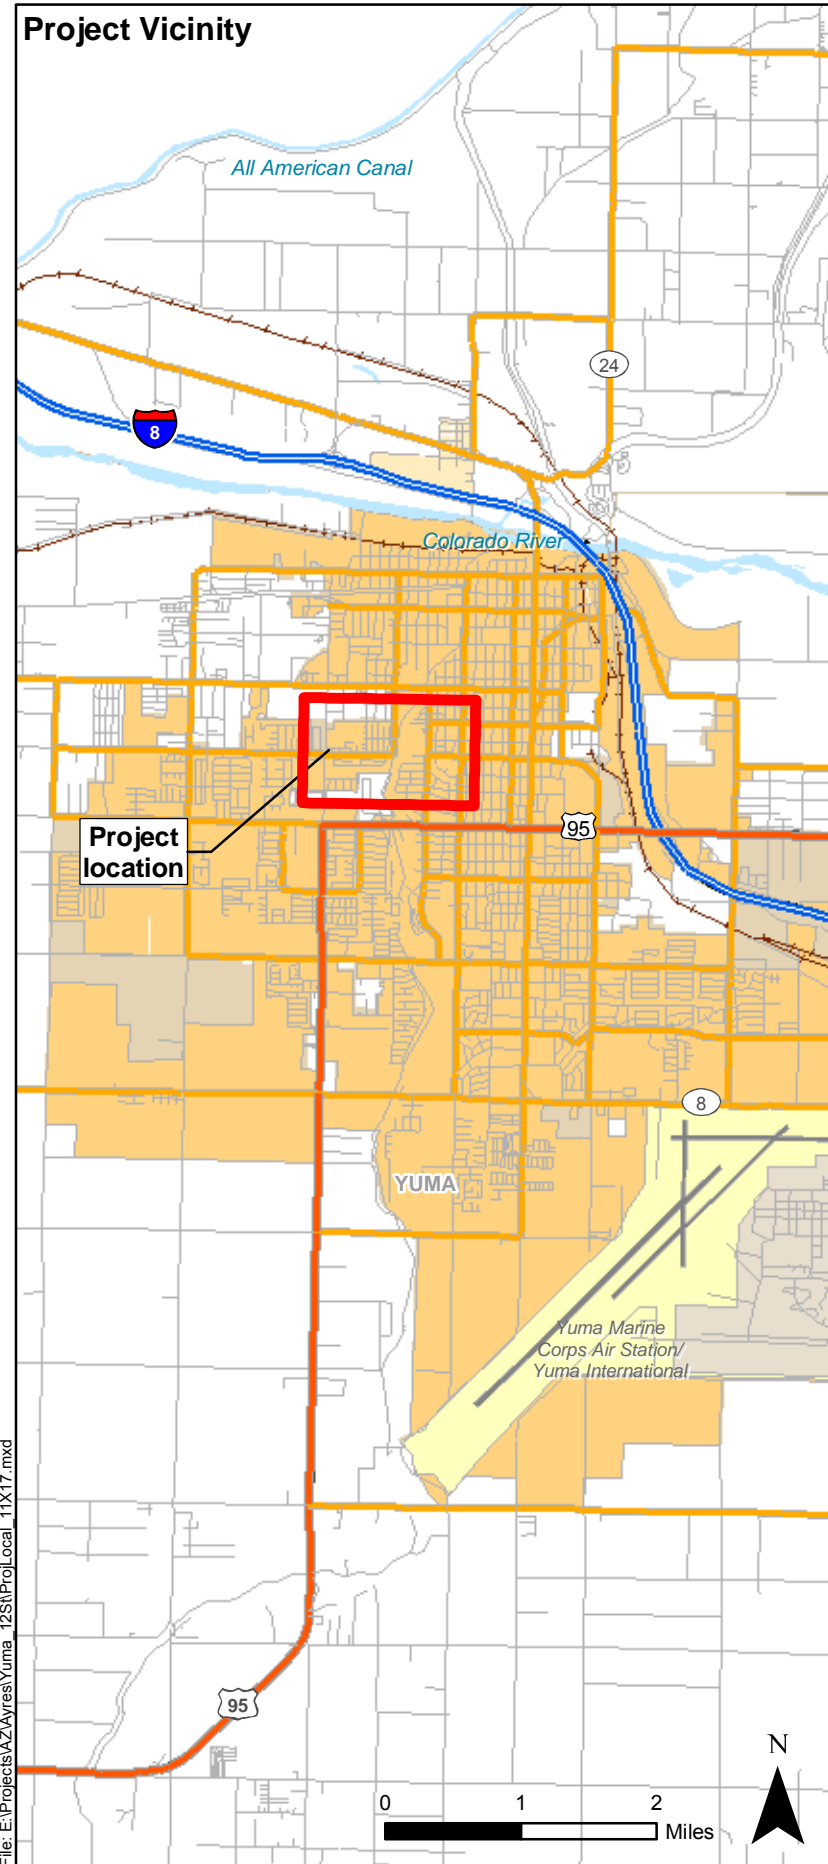 Project Vicinity
All American Canal
24
8
Colorado River
95
Project
location
8
YUMA
Yuma Marine
Corps Air Station/
Yuma International
File: E:\Projects\AZ\Ayres\Yuma_12St\ProjLocal_11X17.mxd
95
N
0 1 2
Miles